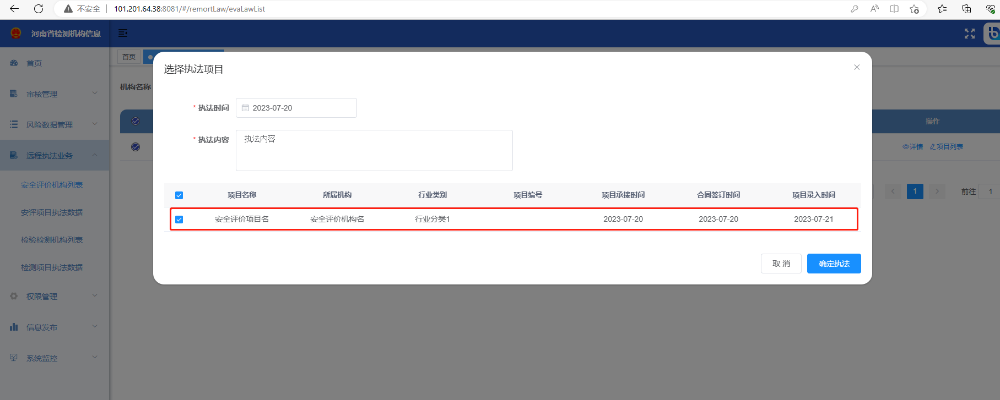 不安全 101.201.64.38:8081/#/remortLaw/evaLawList
河南省检测机构信息
首页
首页
选择执法项目
审核管理
机构名称
* 执法时间 2023-07-20
风险数据管理
操作
* 执法内容 执法内容
详情 项目列表
远程执法业务
安全评价机构列表
1 前往 1
项目名称 所属机构 行业类别 项目编号 项目承接时间 合同签订时间 项目录入时间
安评项目执法数据
安全评价项目名 安全评价机构名 行业分类1 2023-07-20 2023-07-20 2023-07-21
检验检测机构列表
检测项目执法数据
取 消 确定执法
权限管理
信息发布
系统监控